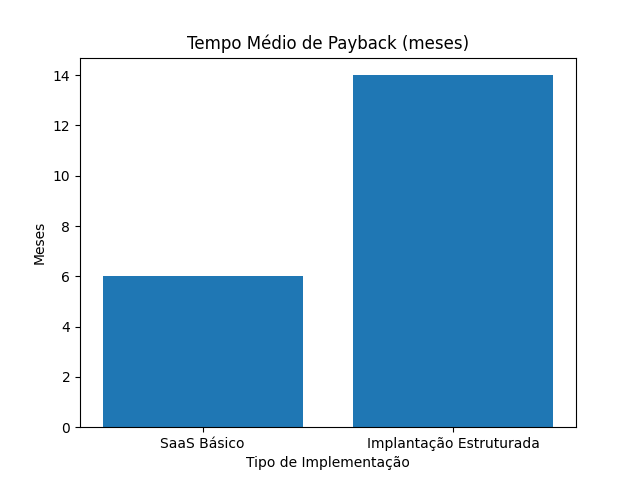 Tempo Médio de Payback (meses)
14
12
10
8
6
4
2
0
Meses
SaaS Básico
Implantação Estruturada
Tipo de Implementação